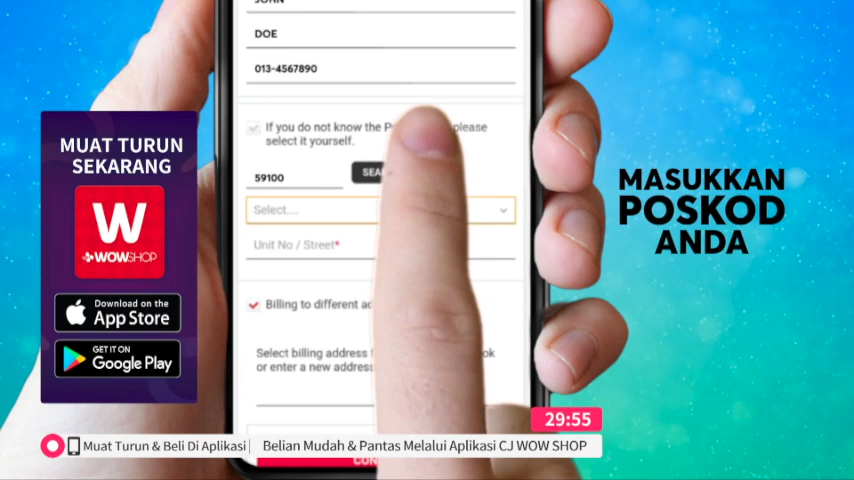 JOHN
DOE
013-4567890
If you do not know the please
select it yourself.
59100
Select....
Unit No / Street*
Billing to different
Select billing address
or enter a new address
MUAT TURUN
SEKARANG
W
WOWSHOP
Download on the
App Store
GET IT ON
Google Play
MASUKKAN
POSKOD
ANDA
29:55
Muat Turun & Beli Di Aplikasi | Belian Mudah & Pantas Melalui Aplikasi CJ WOW SHOP